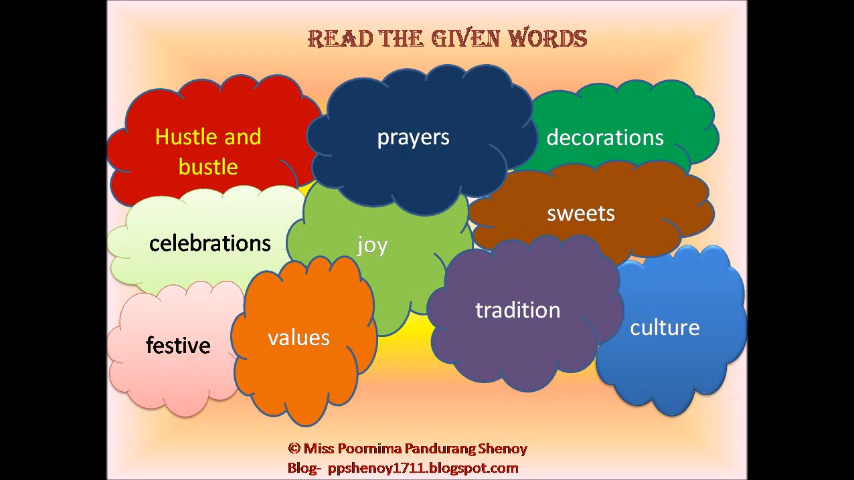 READ THE GIVEN WORDS
Hustle and
bustle
prayers
decorations
celebrations
joy
sweets
festive
values
tradition
culture
© Miss Poornima Pandurang Shenoy
Blog- ppshenoy1711.blogspot.com